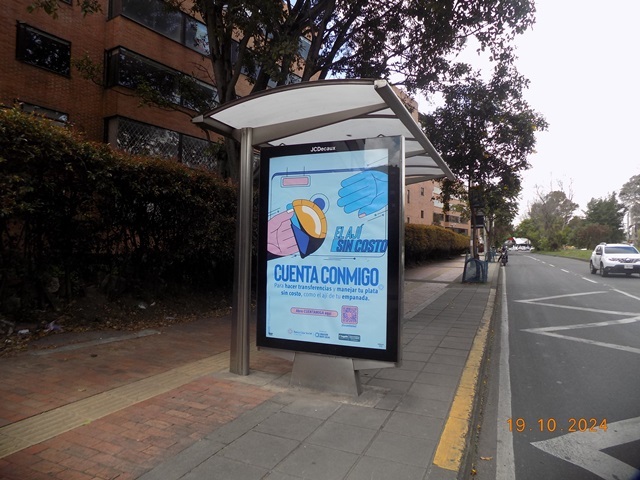 JCDecaux
EL AJÍ
SIN COSTO
CUENTA CONMIGO
Para hacer transferencias y manejar tu plata
sin costo, como el ají de tu empanada.
19.10.2024